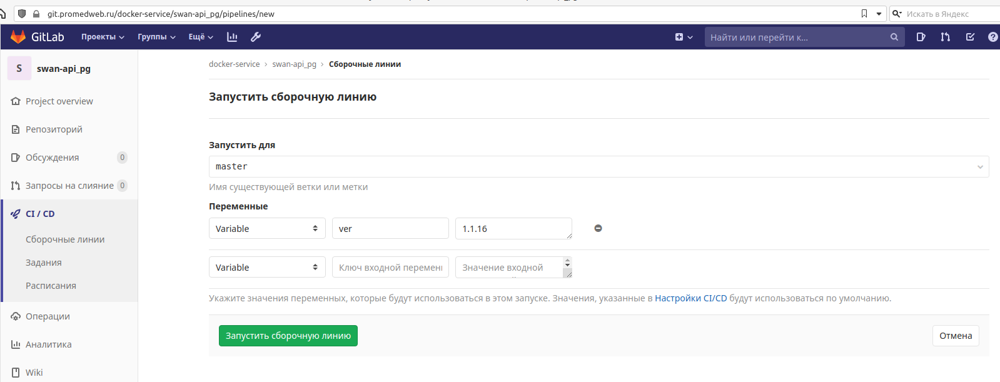 git.promedweb.ru/docker-service/swan-api_pg/pipelines/new
Искать в Яндекс
GitLab
Проекты
Группы
Ещё
Найти или перейти к...
S
swan-api_pg
docker-service › swan-api_pg › Сборочные линии
Project overview
Запустить сборочную линию
Репозиторий
Запустить для
Обсуждения 0
master
Запросы на слияние 0
Имя существующей ветки или метки
Переменные
CI / CD
Variable ver 1.1.16
Сборочные линии
Задания
Variable Ключ входной перемен Значение входной
Расписания
Укажите значения переменных, которые будут использоваться в этом запуске. Значения, указанные в Настройки CI/CD будут использоваться по умолчанию.
Операции
Запустить сборочную линию
Отмена
Аналитика
Wiki